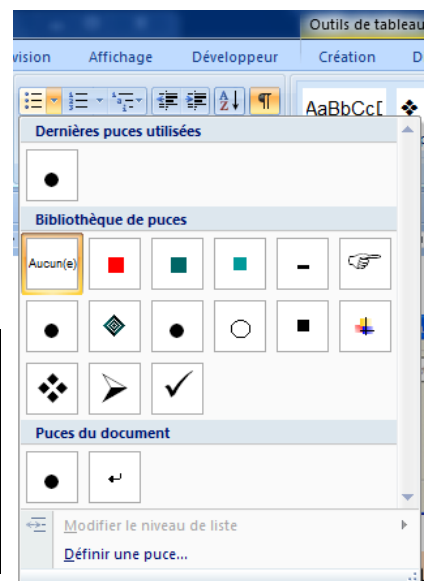 Outils de tableau
vision Affichage Développeur Création D
AaBbCc[
Dernières puces utilisées
Bibliothèque de puces
Aucun(e)
Puces du document
Modifier le niveau de liste
Définir une puce...